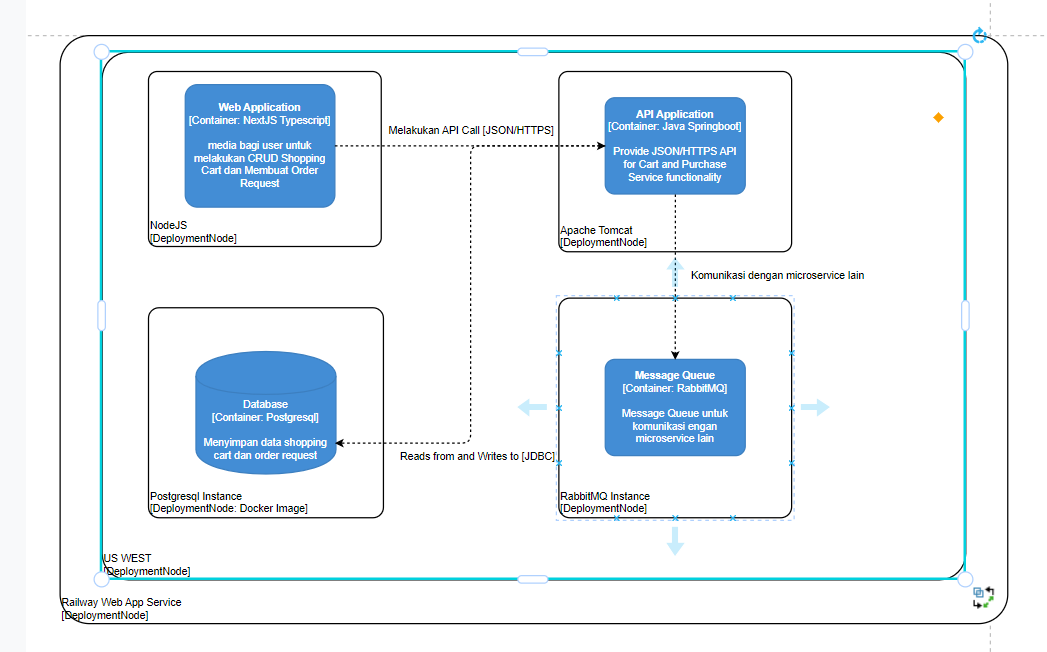 Web Application
[Container: NextJS Typescript]
media bagi user untuk
melakukan CRUD Shopping
Cart dan Membuat Order
Request
NodeJS
[DeploymentNode]
Melakukan API Call [JSON/HTTPS]
API Application
[Container: Java Springboot]
Provide JSON/HTTPS API
for Cart and Purchase
Service functionality
Apache Tomcat
[DeploymentNode]
Komunikasi dengan microservice lain
Database
[Container: Postgresql]
Menyimpan data shopping
cart dan order request
Postgresql Instance
[DeploymentNode: Docker Image]
Reads from and Writes to [JDBC]
Message Queue
[Container: RabbitMQ]
Message Queue untuk
komunikasi engan
microservice lain
RabbitMQ Instance
[DeploymentNode]
US WEST
[DeploymentNode]
Railway Web App Service
[DeploymentNode]